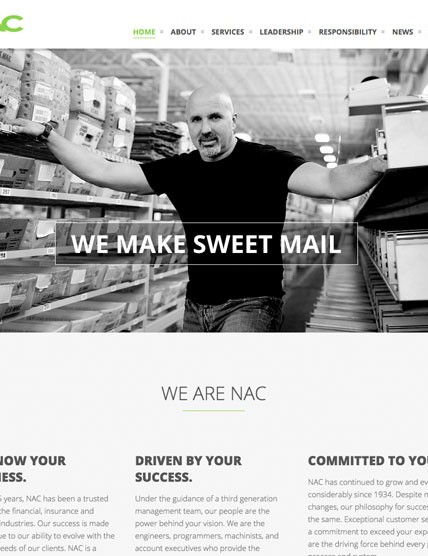 HOME ABOUT SERVICES LEADERSHIP RESPONSIBILITY NEWS
WE MAKE SWEET MAIL
WE ARE NAC
NOW YOUR
NESS.
5 years, NAC has been a trusted
the financial, insurance and
industries. Our success is made
due to our ability to evolve with the
needs of our clients. NAC is a
DRIVEN BY YOUR
SUCCESS.
Under the guidance of a third generation
management team, our people are the
power behind your vision. We are the
engineers, programmers, machinists, and
account executives who provide the
COMMITTED TO YO
NAC has continued to grow and ev
considerably since 1934. Despite m
changes, our philosophy for succes
the same. Exceptional customer se
a commitment to exceed your expe
are the driving force behind every